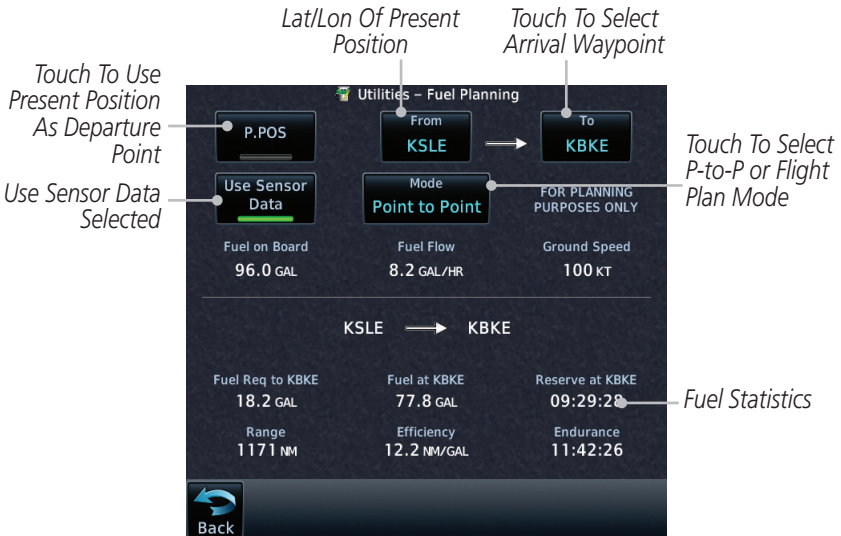 Lat/Lon Of Present
Position
Touch To Select
Arrival Waypoint
Touch To Use
Present Position
As Departure
Point
Use Sensor Data
Selected
Utilities – Fuel Planning
P.POS
From
KSLE
To
KBKE
Touch To Select
P-to-P or Flight
Plan Mode
Use Sensor
Data
Mode
Point to Point
FOR PLANNING
PURPOSES ONLY
Fuel on Board
96.0 GAL
Fuel Flow
8.2 GAL/HR
Ground Speed
100 KT
KSLE
KBKE
Fuel Req to KBKE
18.2 GAL
Fuel at KBKE
77.8 GAL
Reserve at KBKE
09:29:28
Fuel Statistics
Range
1171 NM
Efficiency
12.2 NM/GAL
Endurance
11:42:26
Back